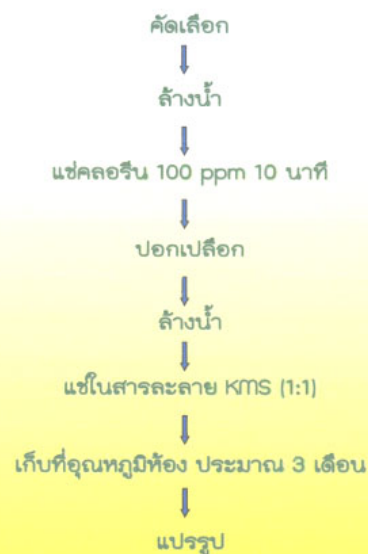 คัดเลือก
ล้างน้ำ
แช่คลอรีน 100 ppm 10 นาที
ปอกเปลือก
ล้างน้ำ
แช่ในสารละลาย KMS (1:1)
เก็บที่อุณหภูมิห้อง ประมาณ 3 เดือน
แปรรูป